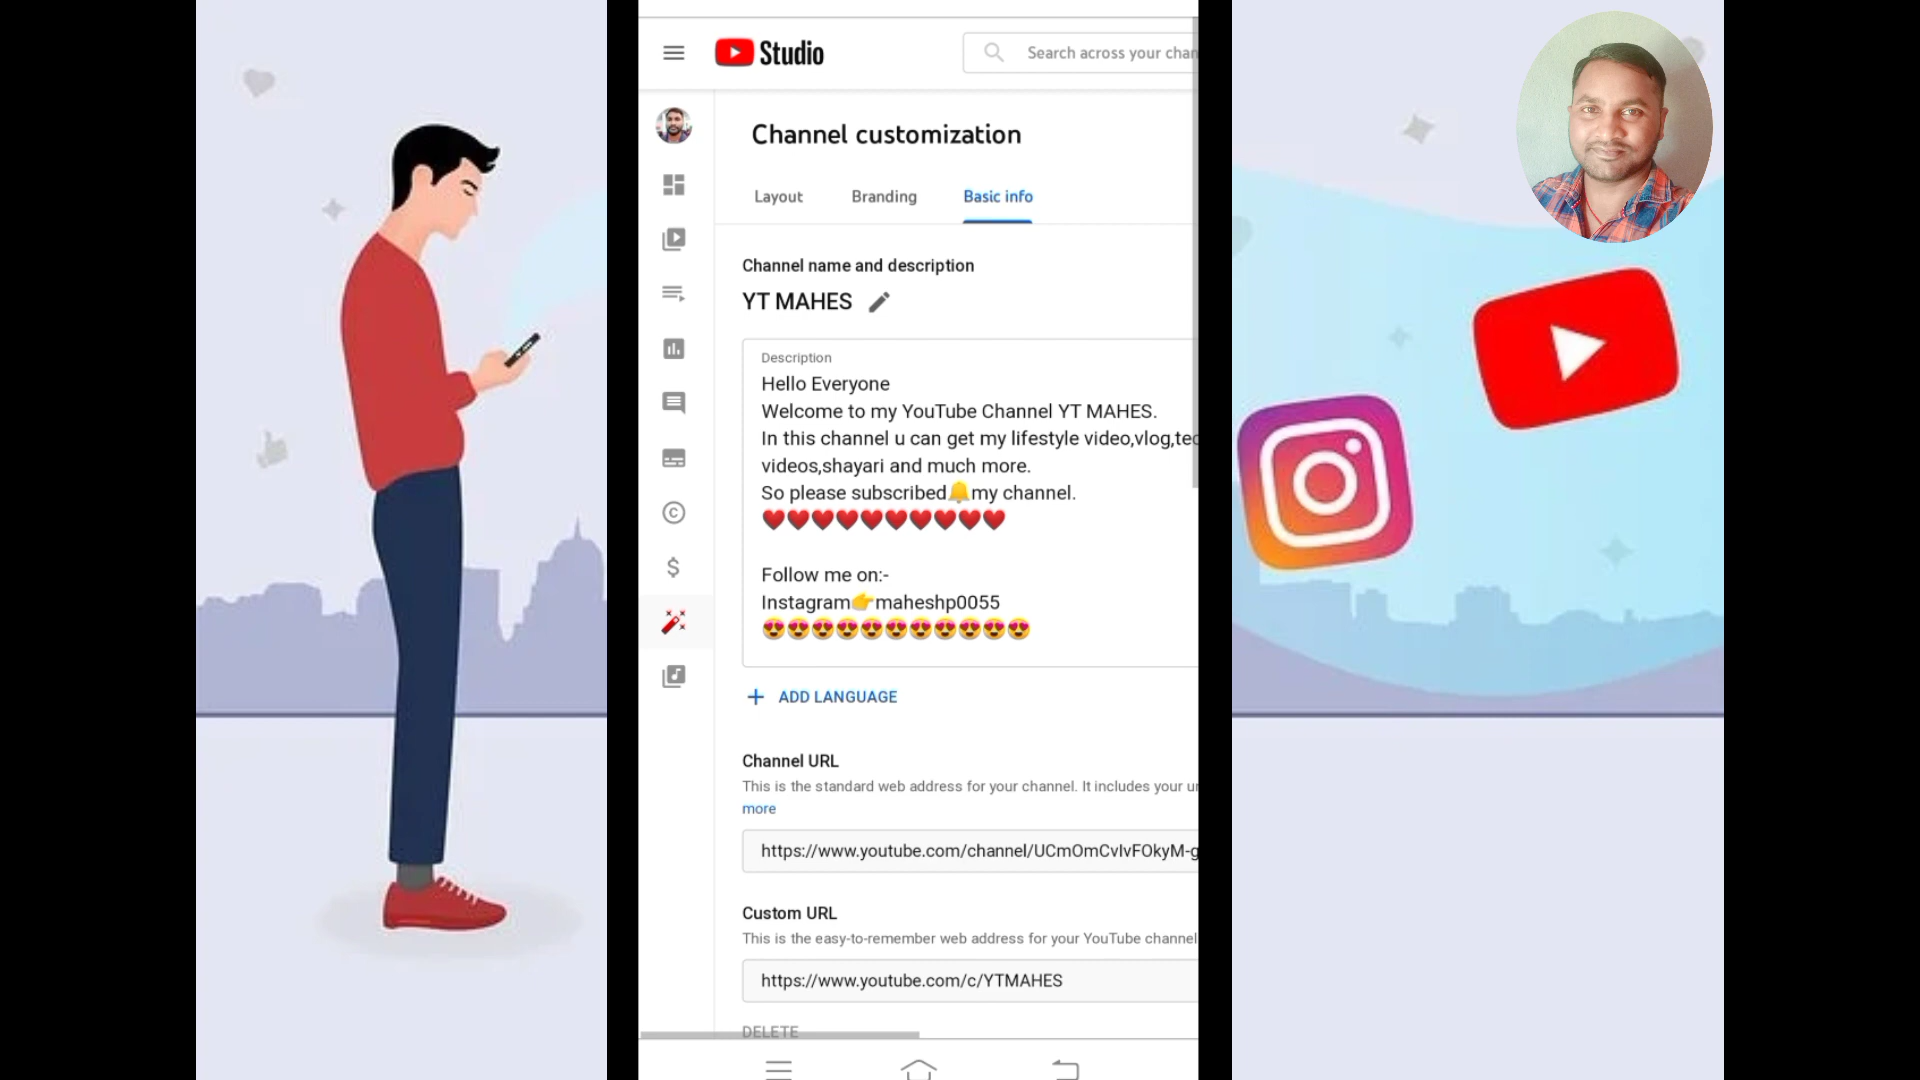 Studio
Search across your chan
Channel customization
Layout Branding Basic info
Channel name and description
YT MAHES
Description
Hello Everyone
Welcome to my YouTube Channel YT MAHES.
In this channel u can get my lifestyle video,vlog,tec
videos,shayari and much more.
So please subscribed🔔my channel.
❤️❤️❤️❤️❤️❤️❤️❤️❤️❤️
Follow me on:-
Instagram👉maheshp0055
😍😍😍😍😍😍😍😍😍😍😍
+ ADD LANGUAGE
Channel URL
This is the standard web address for your channel. It includes your un
more
https://www.youtube.com/channel/UCmOmCvIvFOkyM-g
Custom URL
This is the easy-to-remember web address for your YouTube channel
https://www.youtube.com/c/YTMAHES
DELETE